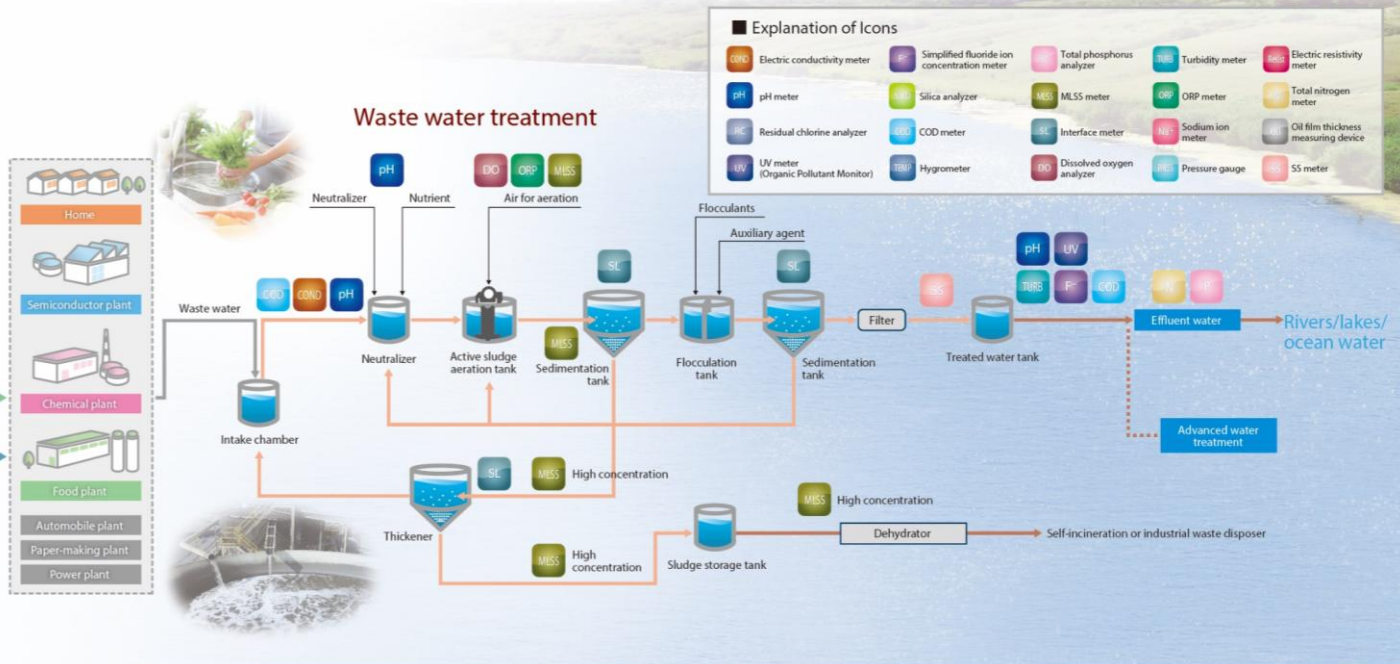 ■ Explanation of Icons
COND Electric conductivity meter
F⁻ Simplified fluoride ion
concentration meter
Total phosphorus
analyzer
TURB Turbidity meter
Resist Electric resistivity
meter
pH pH meter
Silica analyzer
MLSS MLSS meter
ORP ORP meter
Total nitrogen
meter
RC Residual chlorine analyzer
COD COD meter
SL Interface meter
Na⁺ Sodium ion
meter
Oil film thickness
measuring device
UV UV meter
(Organic Pollutant Monitor)
TEMP Hygrometer
DO Dissolved oxygen
analyzer
PRES Pressure gauge
SS SS meter
Waste water treatment
Home
Semiconductor plant
Chemical plant
Food plant
Automobile plant
Paper-making plant
Power plant
Waste water
Intake chamber
COD COND pH
pH
Neutralizer
Nutrient
Neutralizer
DO ORP MLSS
Air for aeration
Active sludge
aeration tank
SL
MLSS
Sedimentation
tank
Flocculants
Auxiliary agent
Flocculation
tank
SL
Sedimentation
tank
Filter
SS
Treated water tank
pH UV
TURB F⁻ COD
N P
Effluent water
Rivers/lakes/
ocean water
Advanced water
treatment
SL
MLSS High concentration
Thickener
MLSS High
concentration
Sludge storage tank
MLSS High concentration
Dehydrator
Self-incineration or industrial waste disposer